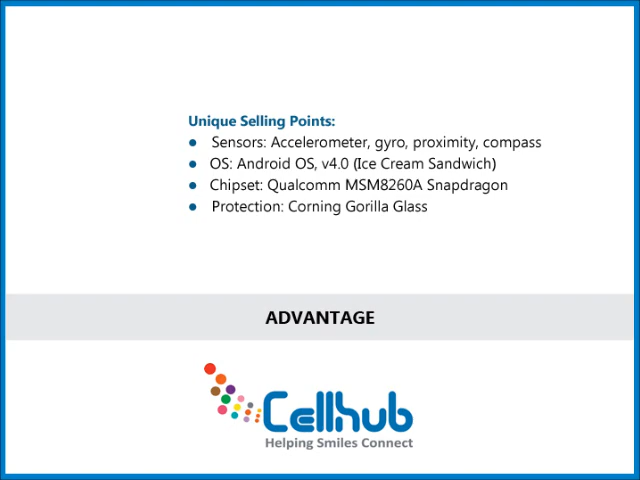 Unique Selling Points:
● Sensors: Accelerometer, gyro, proximity, compass
● OS: Android OS, v4.0 (Ice Cream Sandwich)
● Chipset: Qualcomm MSM8260A Snapdragon
● Protection: Corning Gorilla Glass
ADVANTAGE
Cellhub
Helping Smiles Connect